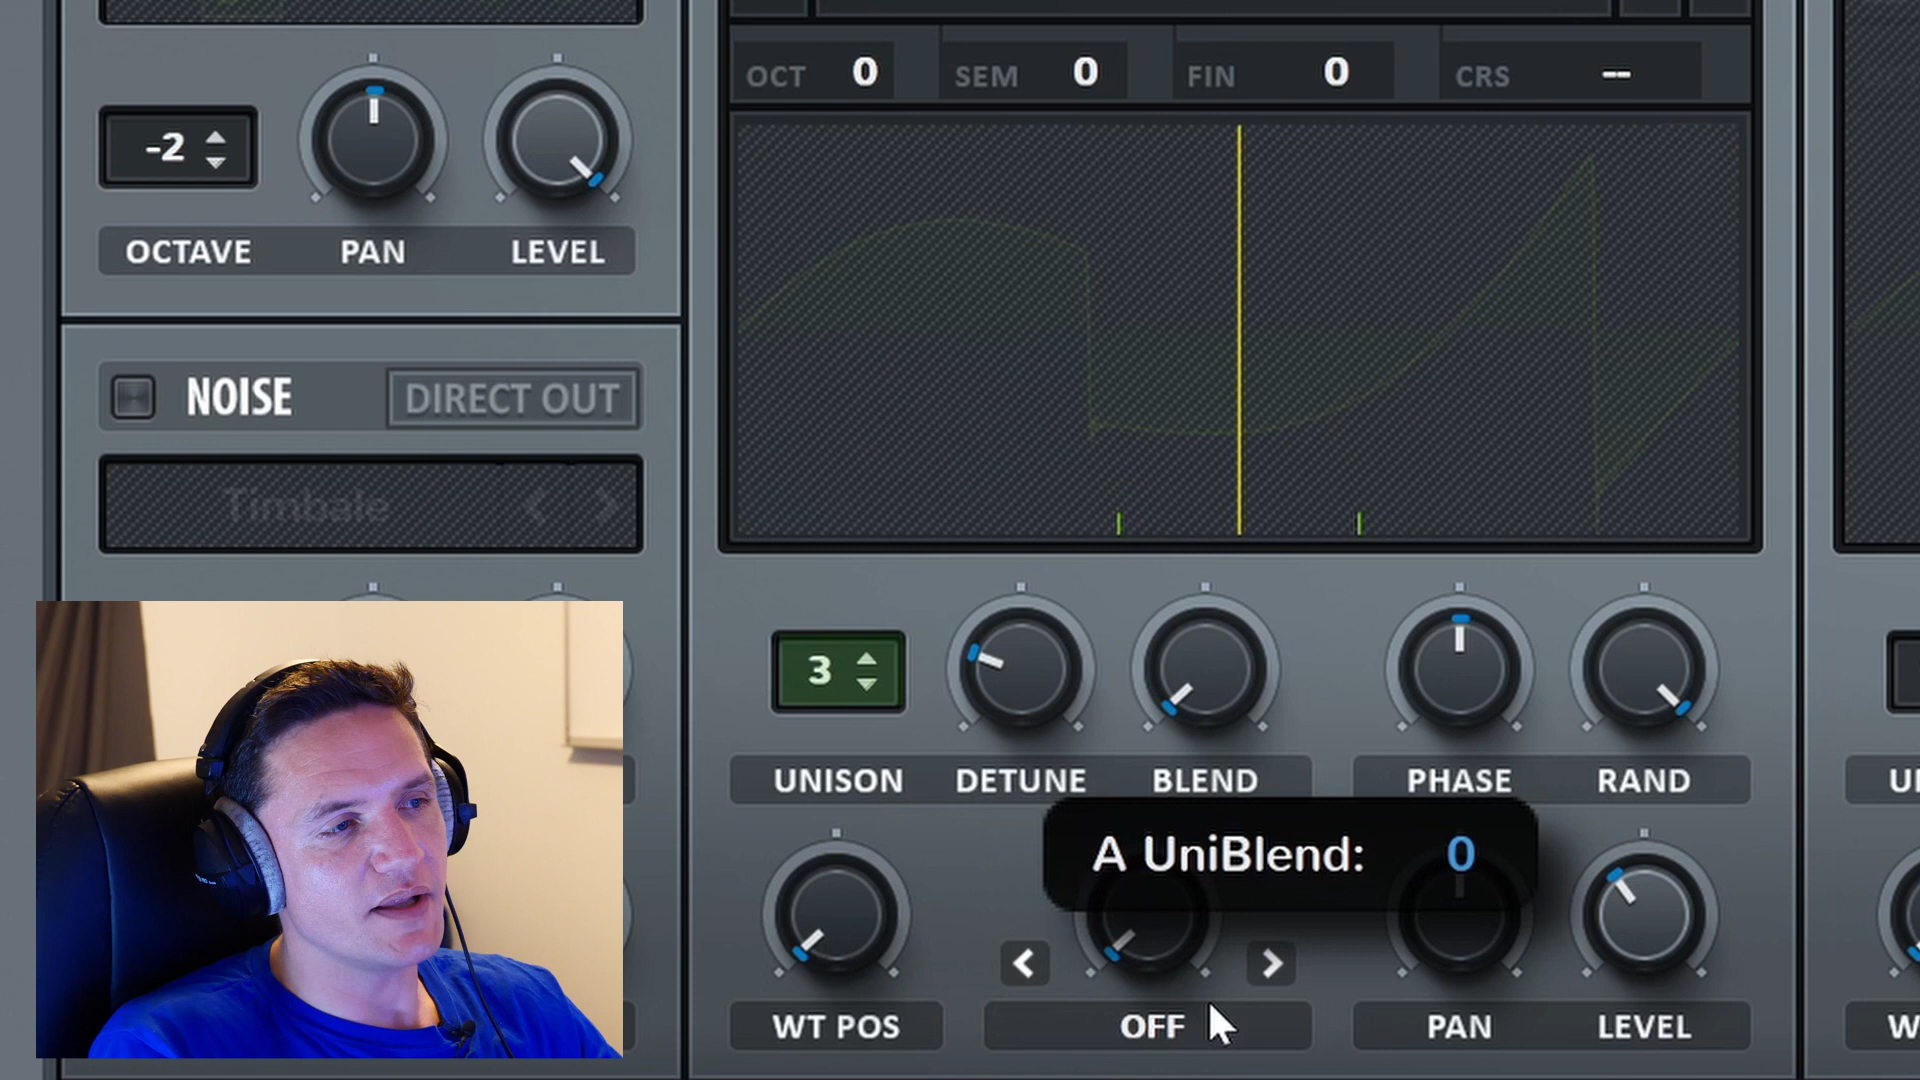 OCT 0 SEM 0 FIN 0 CRS --
-2
OCTAVE PAN LEVEL
NOISE DIRECT OUT
Timbale
3
UNISON DETUNE BLEND PHASE RAND
A UniBlend: 0
WT POS OFF PAN LEVEL